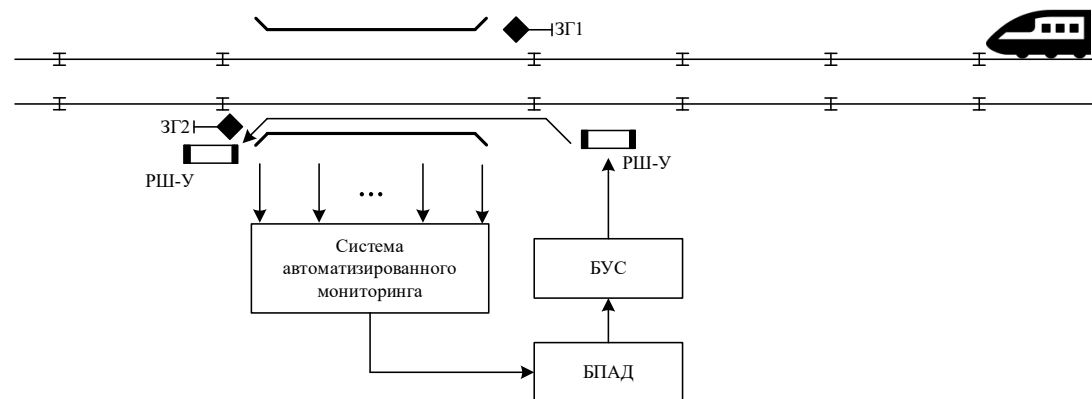 ЗГ1
ЗГ2
РШ-У
РШ-У
...
Система
автоматизированного
мониторинга
БУС
БПАД